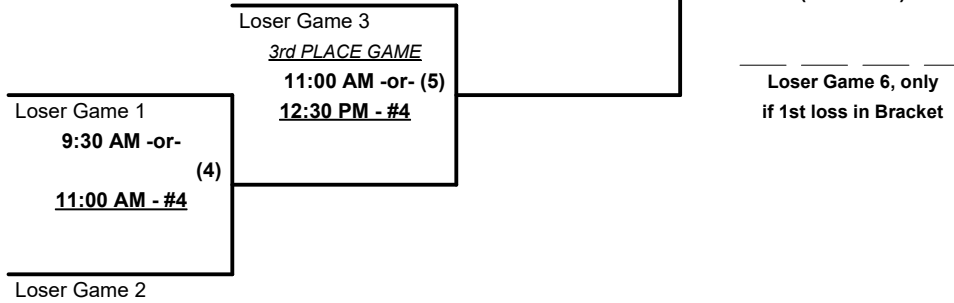 Loser Game 3
3rd PLACE GAME
11:00 AM -or- (5)
12:30 PM - #4
Loser Game 6, only
if 1st loss in Bracket
Loser Game 1
9:30 AM -or-
(4)
11:00 AM - #4
Loser Game 2